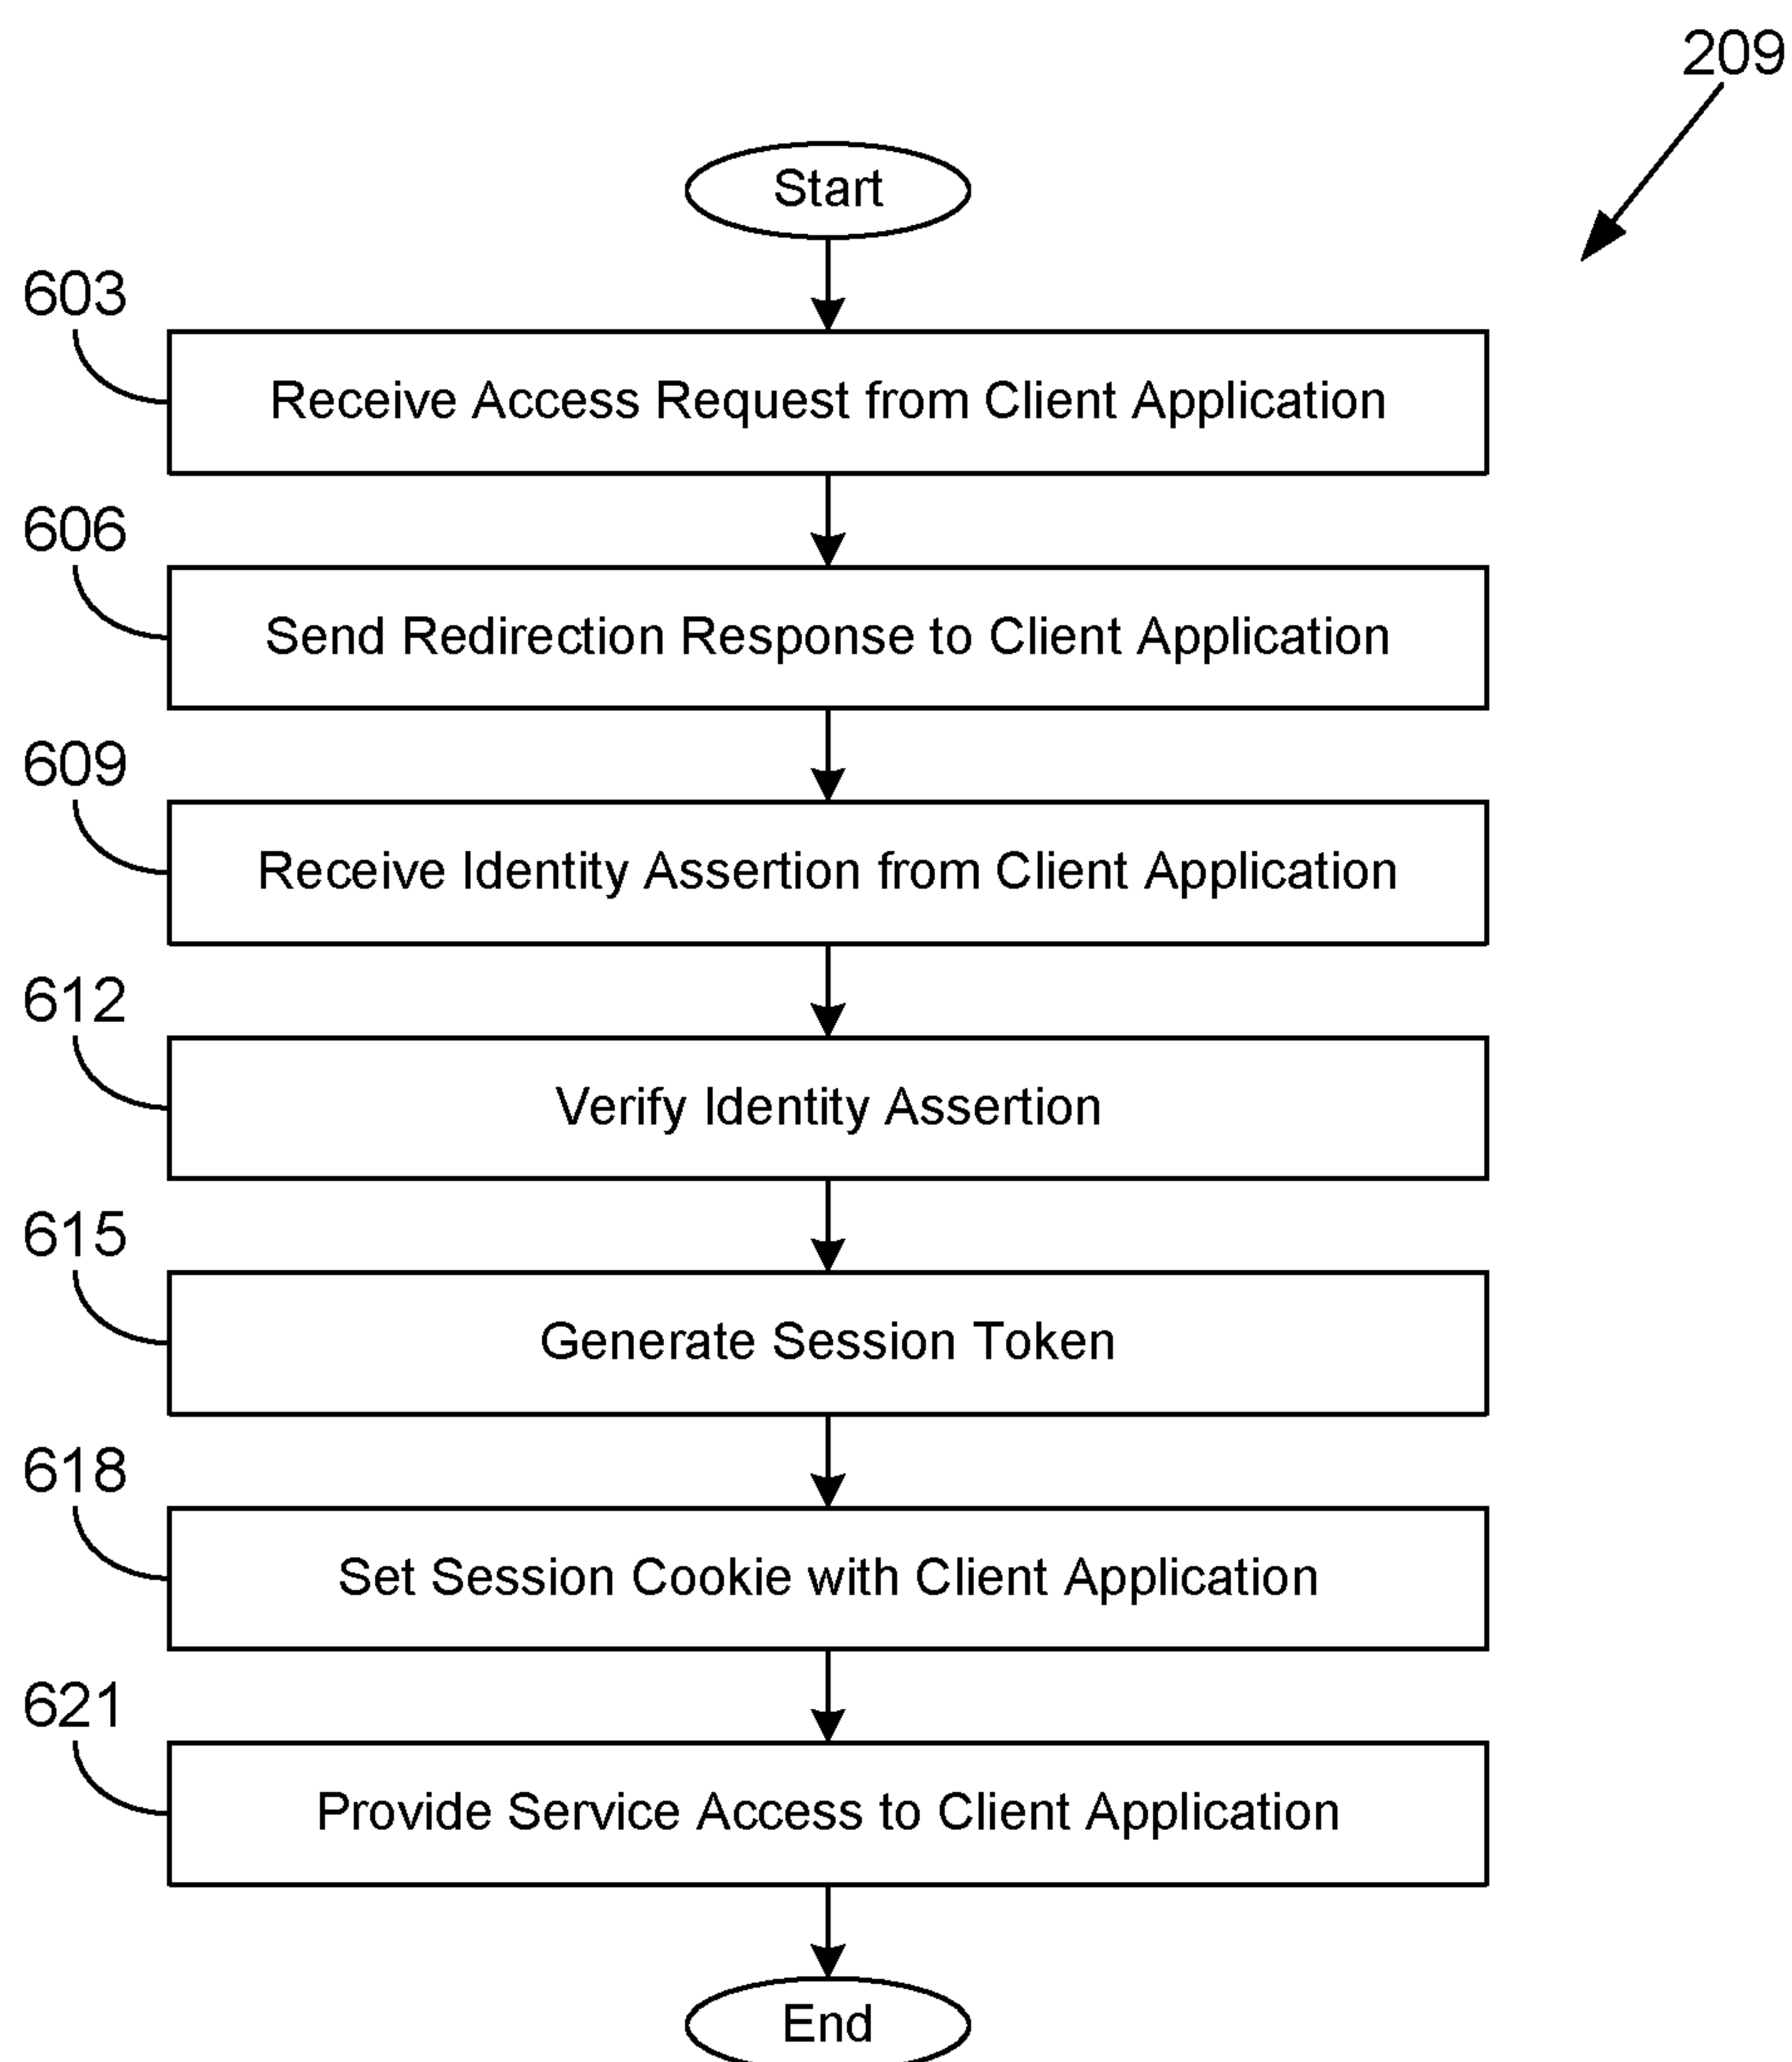 209
Start
603
Receive Access Request from Client Application
606
Send Redirection Response to Client Application
609
Receive Identity Assertion from Client Application
612
Verify Identity Assertion
615
Generate Session Token
618
Set Session Cookie with Client Application
621
Provide Service Access to Client Application
End